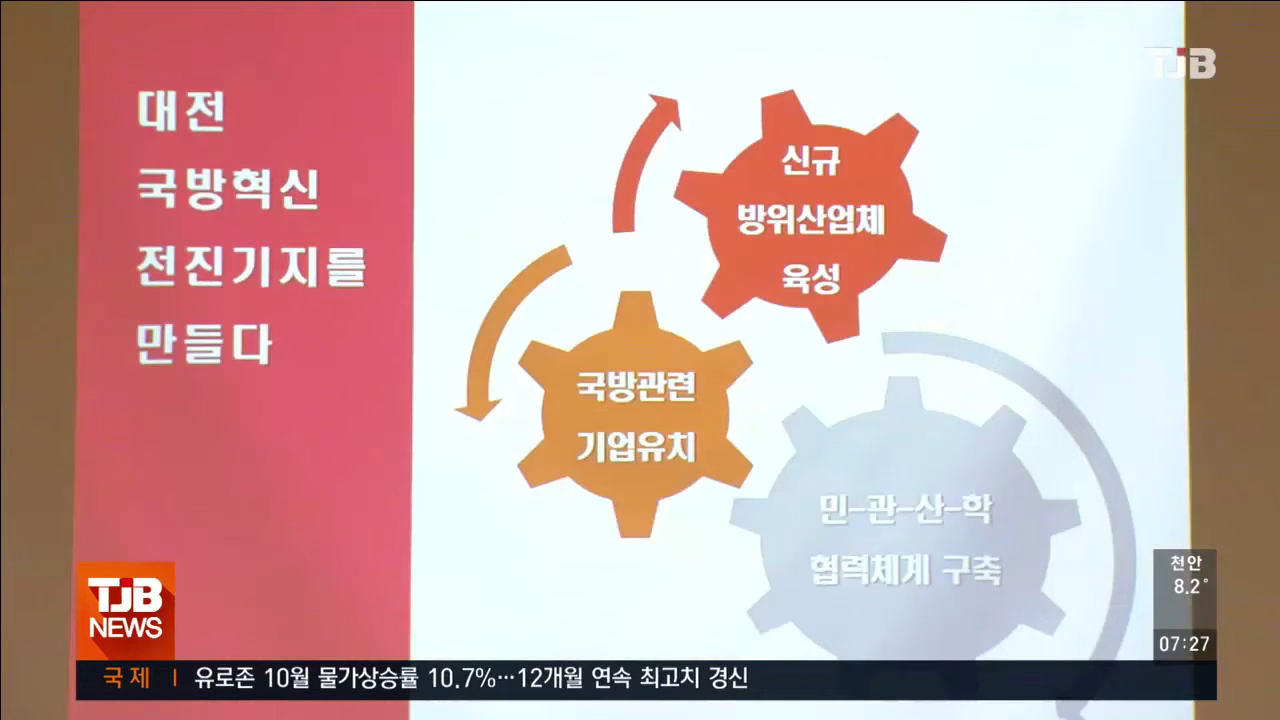 대전
국방혁신
전진기지를
만들다
TJB
신규
방위산업체
육성
국방관련
기업유치
민-관-산-학
협력체계 구축
천안
8.2°
07:27
TJB
NEWS
국제 | 유로존 10월 물가상승률 10.7%…12개월 연속 최고치 경신